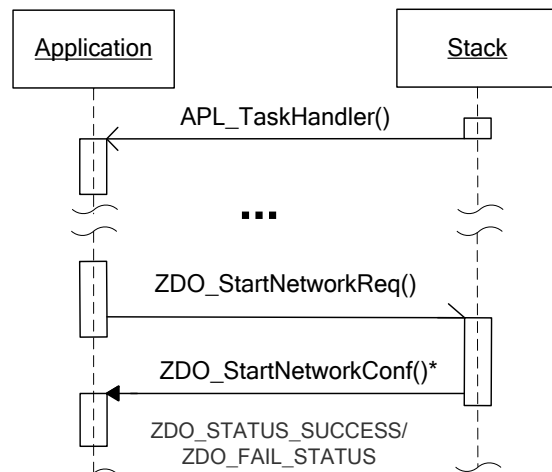 Application
Stack
APL_TaskHandler()
...
ZDO_StartNetworkReq()
ZDO_StartNetworkConf()*
ZDO_STATUS_SUCCESS/
ZDO_FAIL_STATUS